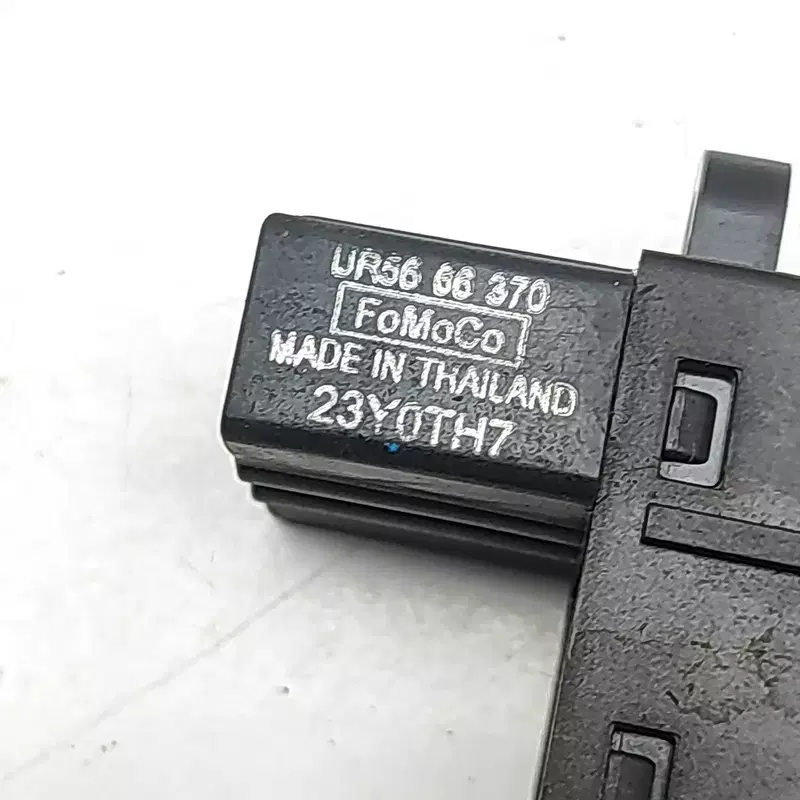 UR56 66 370
FoMoCo
MADE IN THAILAND
23Y0TH7